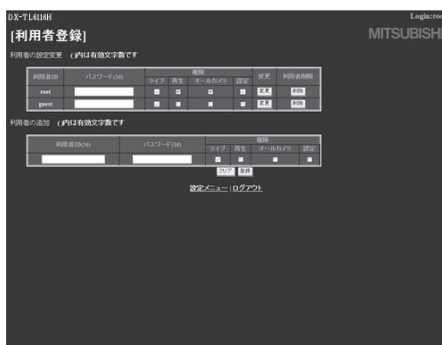 DX-TL6116H Login:roo
[利用者登録] MITSUBISHI
利用者の設定変更 ()内は有効文字数です
利用者ID パスワード(16) 権限 変更 利用者削除
ライブ 再生 オールカメラ 設定
root 変更 削除
guest 変更 削除
利用者の追加 ()内は有効文字数です
利用者ID(16) パスワード(16) 権限
ライブ 再生 オールカメラ 設定
クリア 登録
設定メニュー | ログアウト